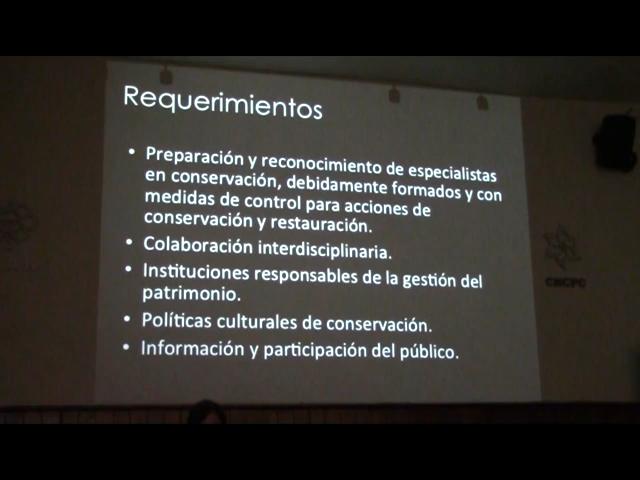 Requerimientos
• Preparación y reconocimiento de especialistas
en conservación, debidamente formados y con
medidas de control para acciones de
conservación y restauración.
• Colaboración interdisciplinaria.
• Instituciones responsables de la gestión del
patrimonio.
• Políticas culturales de conservación.
• Información y participación del público.
CNCPC